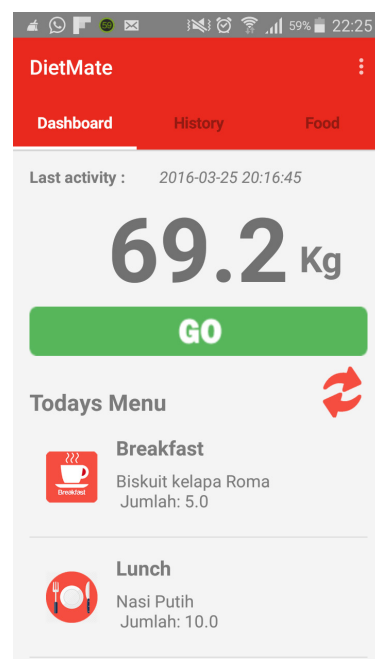 59
59% 22:25
DietMate
Dashboard History Food
Last activity : 2016-03-25 20:16:45
69.2 Kg
GO
Todays Menu
Breakfast
Breakfast
Biskuit kelapa Roma
Jumlah: 5.0
Lunch
Nasi Putih
Jumlah: 10.0